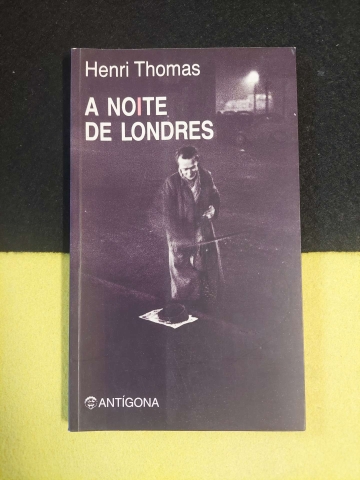 Henri Thomas
A NOITE
DE LONDRES
ANTÍGONA